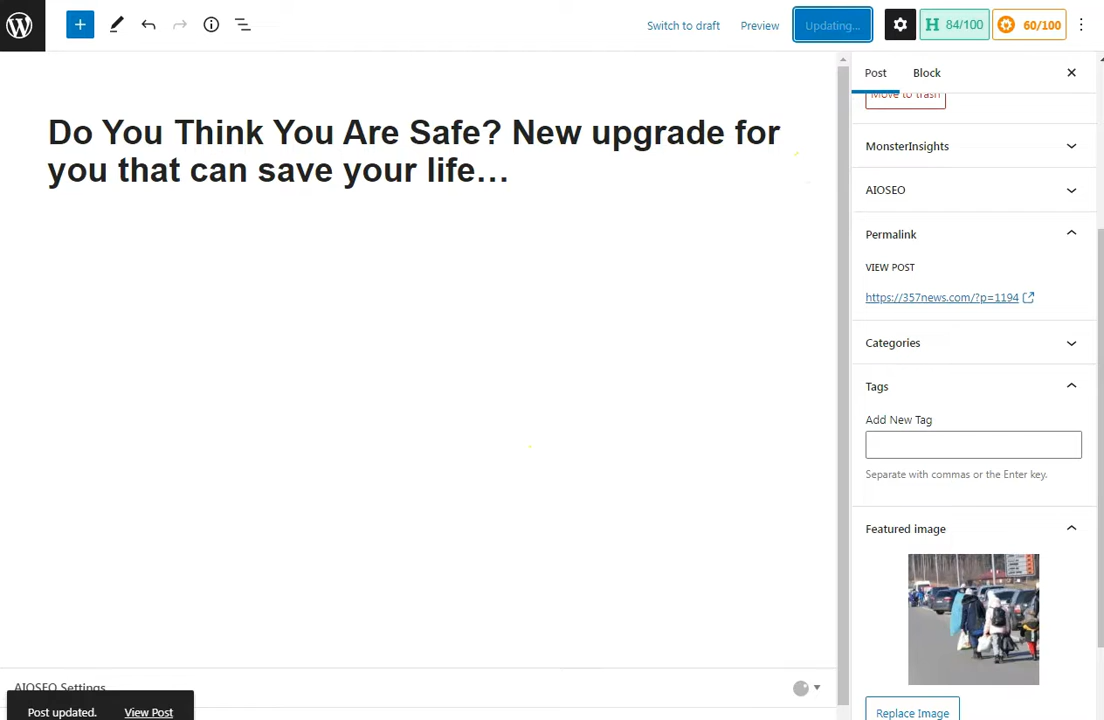 Switch to draft
Preview
Updating...
H 84/100
60/100
Post
Block
Move to trash
Do You Think You Are Safe? New upgrade for
you that can save your life…
MonsterInsights
AIOSEO
Permalink
VIEW POST
https://357news.com/?p=1194
Categories
Tags
Add New Tag
Separate with commas or the Enter key.
Featured image
Replace Image
AIOSEO Settings
Post updated.
View Post